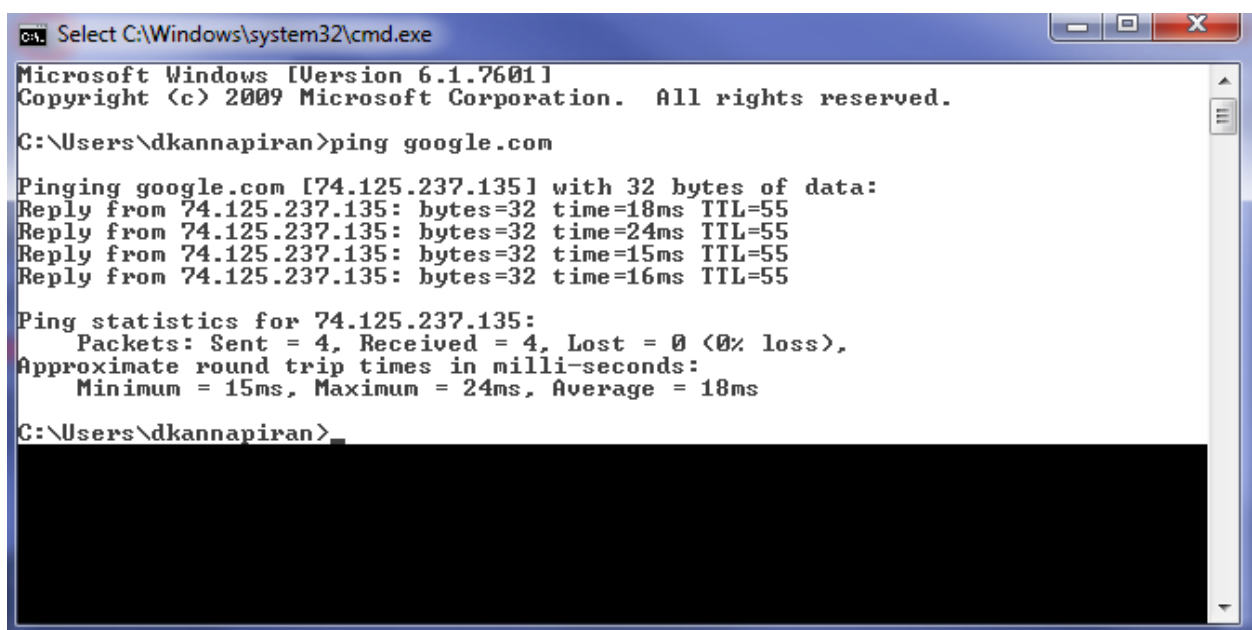 Select C:\Windows\system32\cmd.exe
Microsoft Windows [Version 6.1.7601]
Copyright (c) 2009 Microsoft Corporation.  All rights reserved.
C:\Users\dkannapiran>ping google.com
Pinging google.com [74.125.237.135] with 32 bytes of data:
Reply from 74.125.237.135: bytes=32 time=18ms TTL=55
Reply from 74.125.237.135: bytes=32 time=24ms TTL=55
Reply from 74.125.237.135: bytes=32 time=15ms TTL=55
Reply from 74.125.237.135: bytes=32 time=16ms TTL=55
Ping statistics for 74.125.237.135:
    Packets: Sent = 4, Received = 4, Lost = 0 (0% loss),
Approximate round trip times in milli-seconds:
    Minimum = 15ms, Maximum = 24ms, Average = 18ms
C:\Users\dkannapiran>_